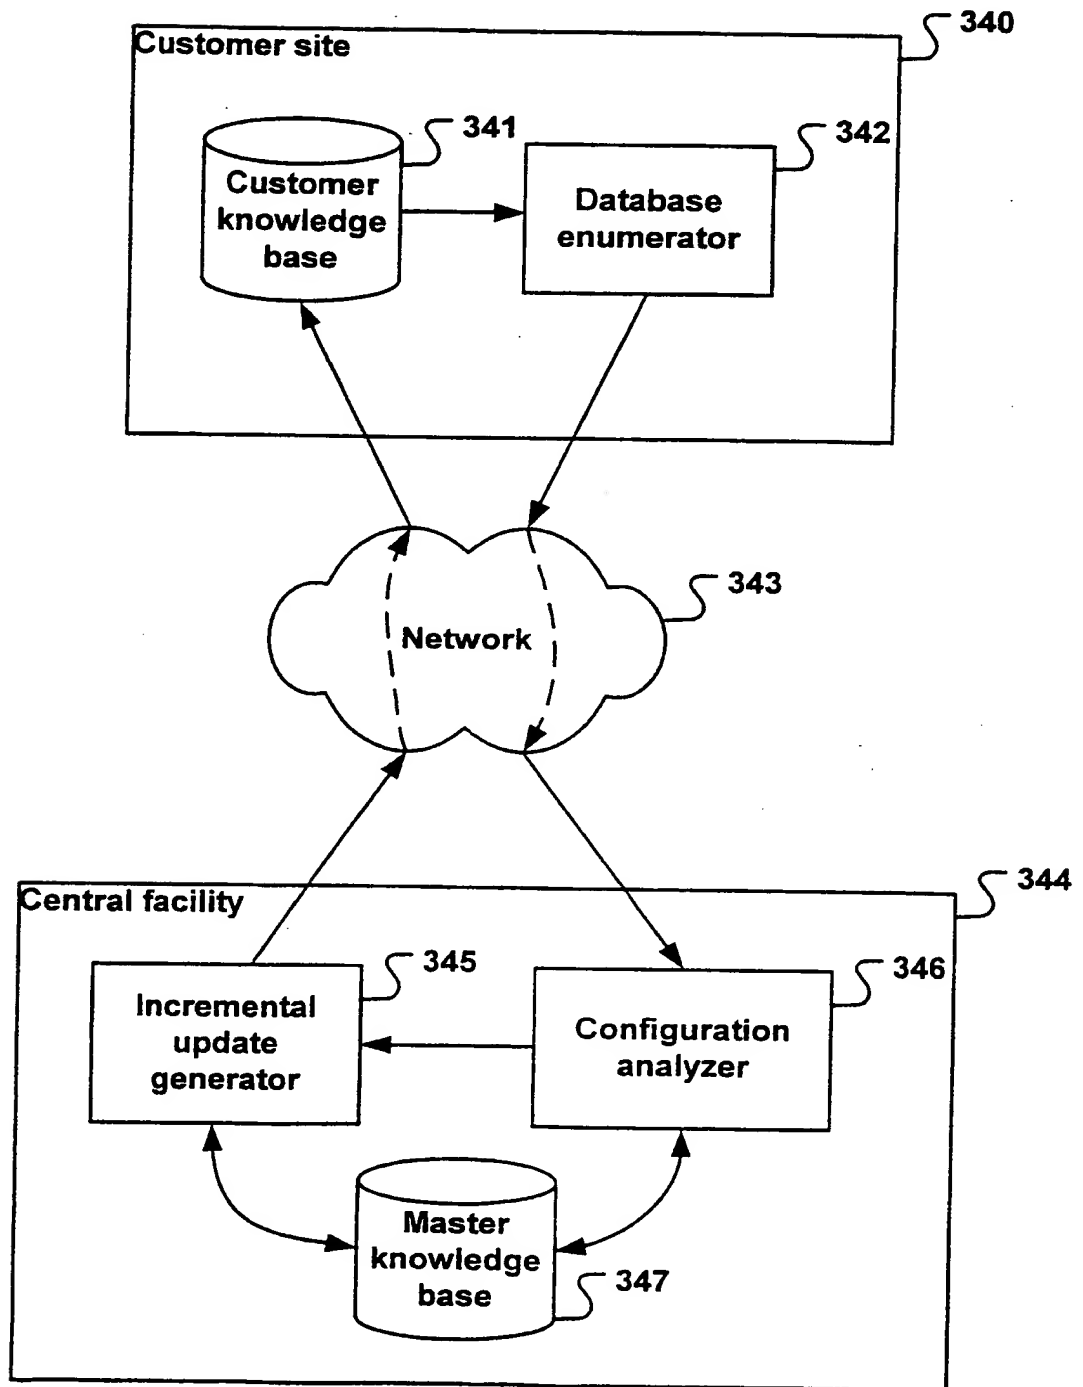 340
Customer site
341
342
Customer
knowledge
base
Database
enumerator
343
Network
344
Central facility
345
346
Incremental
update
generator
Configuration
analyzer
Master
knowledge
base
347